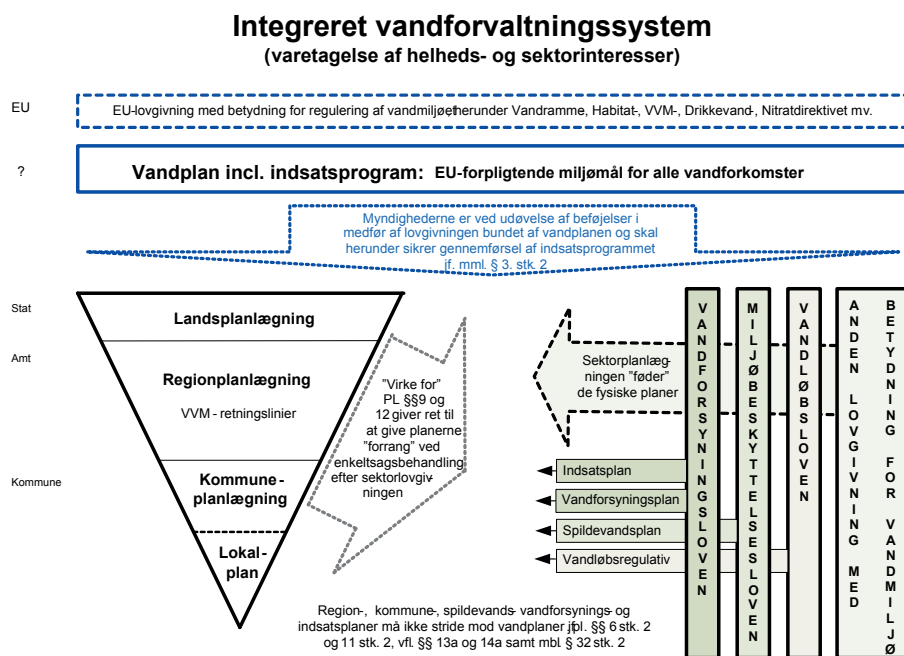 Integreret vandforvaltningssystem
(varetagelse af helheds- og sektorinteresser)
EU
EU-lovgivning med betydning for regulering af vandmiljøet,herunder Vandramme, Habitat-, VVM-, Drikkevand-, Nitratdirektivet m.v.
?
Vandplan incl. indsatsprogram: EU-forpligtende miljømål for alle vandforkomster
Myndighederne er ved udøvelse af beføjelser i
medfør af lovgivningen bundet af vandplanen og skal
herunder sikrer gennemførsel af indsatsprogrammet
jf. mml. § 3. stk. 2
Stat
Landsplanlægning
Amt
Regionplanlægning
VVM - retningslinier
Kommune
Kommune-
planlægning
Lokal-
plan
"Virke for"
PL §§9 og
12 giver ret til
at give planerne
"forrang" ved
enkeltsagsbehandling
efter sektorlovgiv-
ningen
Sektorplanlæg-
ningen "føder"
de fysiske planer
Indsatsplan
Vandforsyningsplan
Spildevandsplan
Vandløbsregulativ
VANDFORSYNINGSLOVEN
MILJØBESKYTTELSESLOVEN
VANDLØBSLOVEN
ANDEN LOVGIVNING MED
BETYDNING FOR VANDMILJØ
Region-, kommune-, spildevands- vandforsynings- og
indsatsplaner må ikke stride mod vandplaner jf. pl. §§ 6 stk. 2
og 11 stk. 2, vfl. §§ 13a og 14a samt mbl. § 32 stk. 2